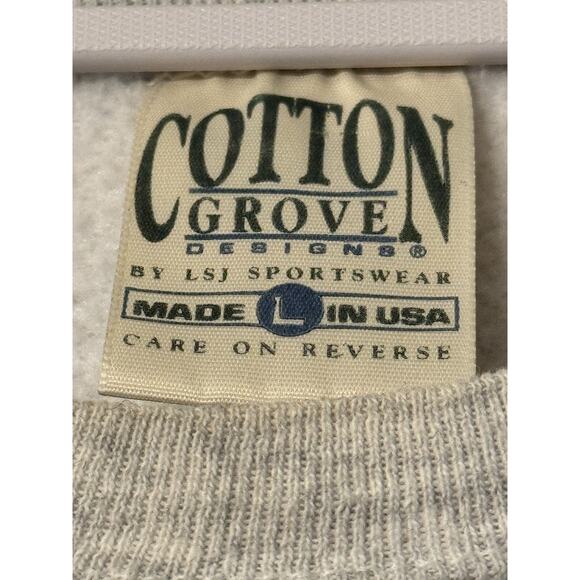 COTTON
GROVE
DESIGNS®
BY LSJ SPORTSWEAR
MADE L IN USA
CARE ON REVERSE